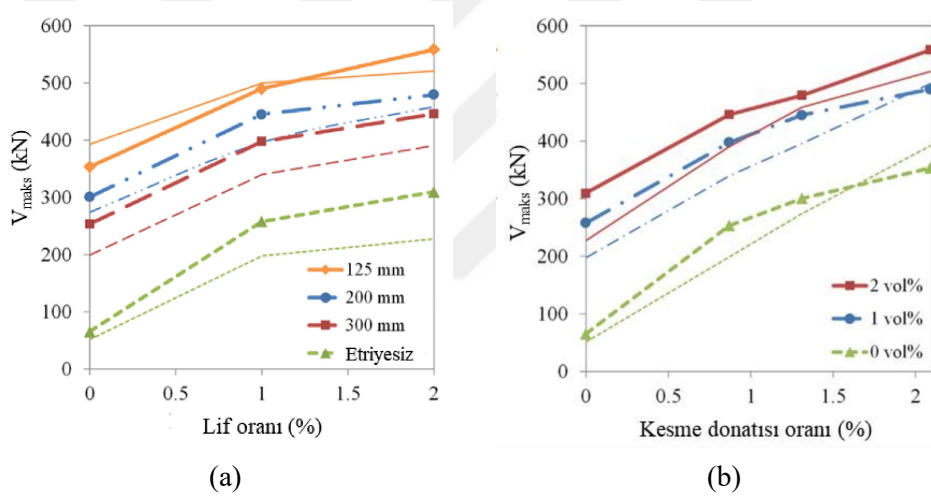 600
500
400
300
200
100
0
V_maks (kN)
125 mm
200 mm
300 mm
Etriyesiz
0
0.5
1
1.5
2
Lif oranı (%)
(a)
600
500
400
300
200
100
0
V_maks (kN)
2 vol%
1 vol%
0 vol%
0
0.5
1
1.5
2
Kesme donatısı oranı (%)
(b)